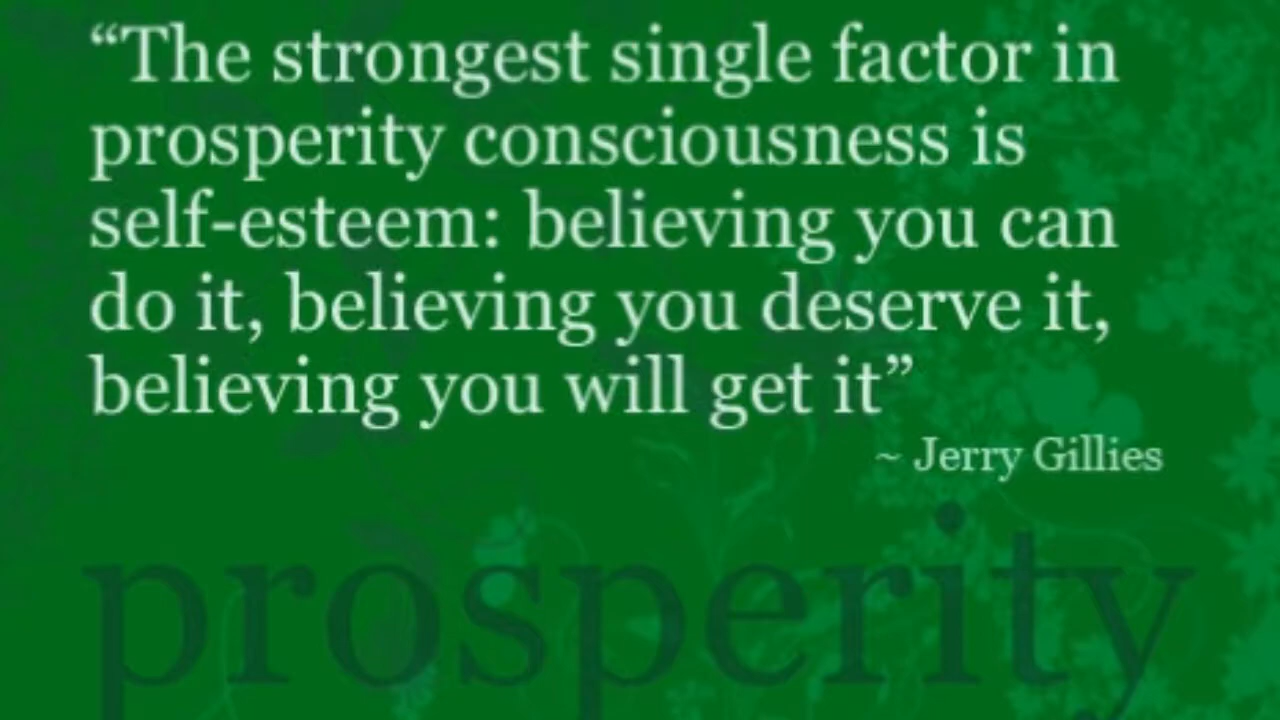 “The strongest single factor in
prosperity consciousness is
self-esteem: believing you can
do it, believing you deserve it,
believing you will get it”
~ Jerry Gillies
prosperity